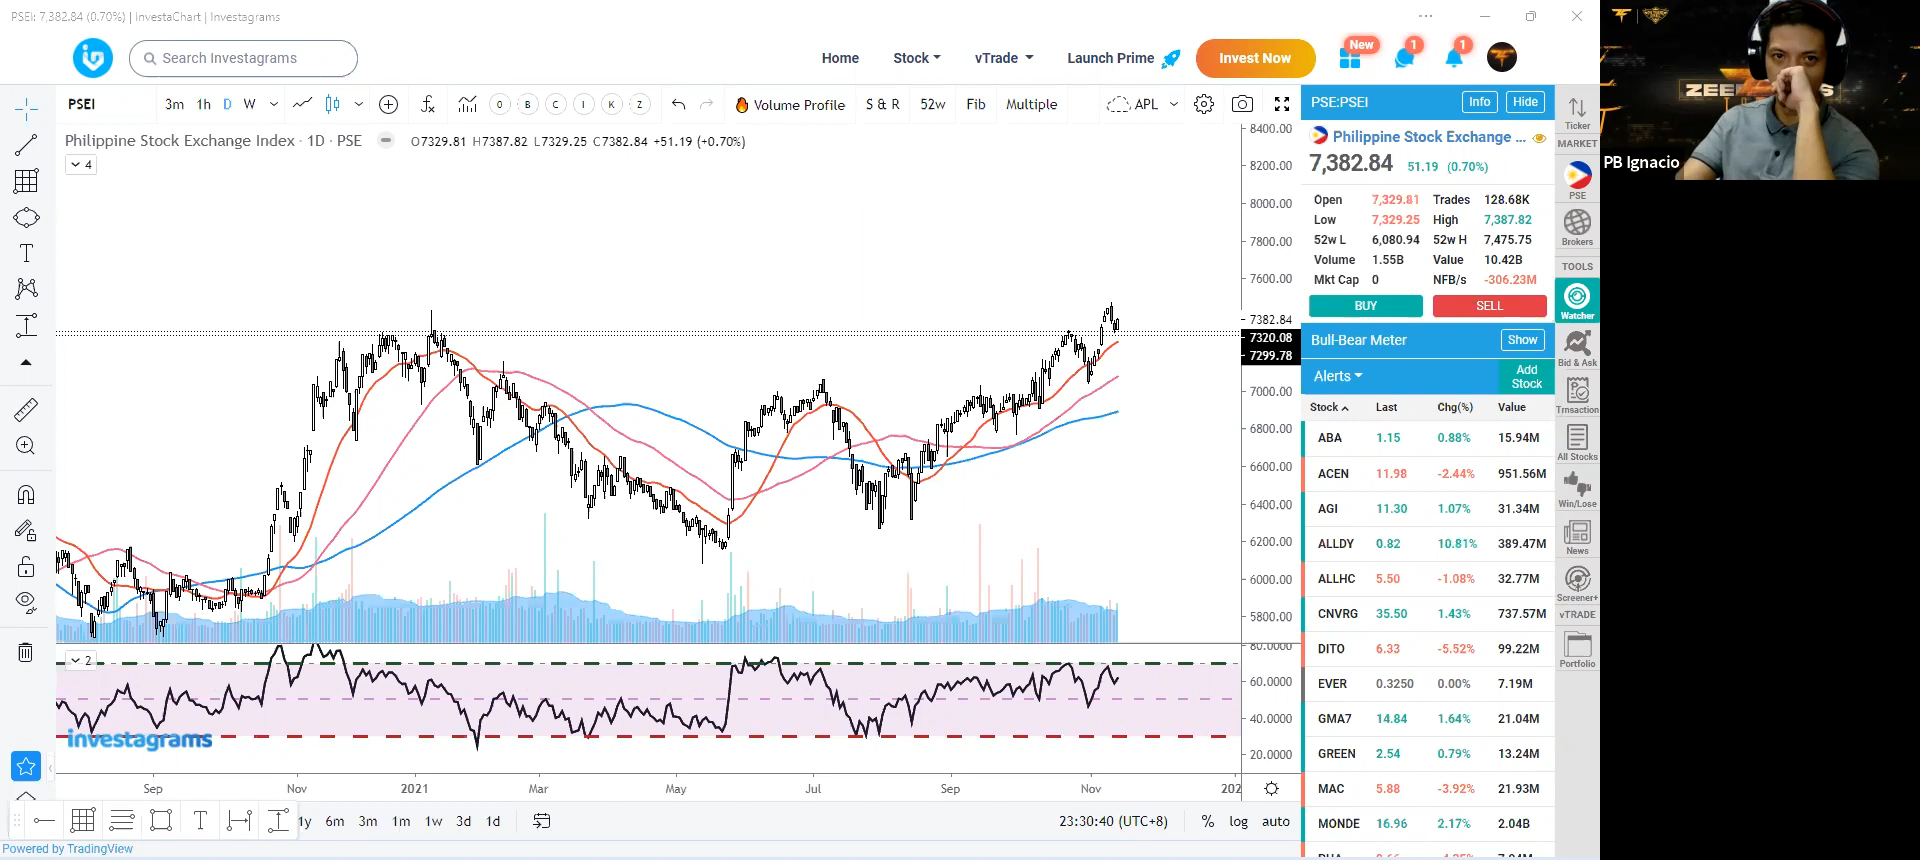 PSEi: 7,382.84 (0.70%) | InvestaChart | Investagrams
Search Investagrams
Home
Stock
vTrade
Launch Prime
Invest Now
New
1
1
PSEI
3m 1h D W
O B C I K Z
Volume Profile
S & R
52w
Fib
Multiple
APL
Philippine Stock Exchange Index · 1D · PSE
O7329.81 H7387.82 L7329.25 C7382.84 +51.19 (+0.70%)
4
8400.00
8200.00
8000.00
7800.00
7600.00
7382.84
7320.08
7299.78
7000.00
6800.00
6600.00
6400.00
6200.00
6000.00
5800.00
2
80.0000
60.0000
40.0000
20.0000
investagrams
Sep Nov 2021 Mar May Jul Sep Nov 202
1y 6m 3m 1m 1w 3d 1d
23:30:40 (UTC+8)
% log auto
Powered by TradingView
PSE:PSEI
Info
Hide
Philippine Stock Exchange ...
7,382.84 51.19 (0.70%)
Open 7,329.81 Trades 128.68K
Low 7,329.25 High 7,387.82
52w L 6,080.94 52w H 7,475.75
Volume 1.55B Value 10.42B
Mkt Cap 0 NFB/s -306.23M
BUY
SELL
Bull-Bear Meter
Show
Alerts
Add Stock
Stock Last Chg(%) Value
ABA 1.15 0.88% 15.94M
ACEN 11.98 -2.44% 951.56M
AGI 11.30 1.07% 31.34M
ALLDY 0.82 10.81% 389.47M
ALLHC 5.50 -1.08% 32.77M
CNVRG 35.50 1.43% 737.57M
DITO 6.33 -5.52% 99.22M
EVER 0.3250 0.00% 7.19M
GMA7 14.84 1.64% 21.04M
GREEN 2.54 0.79% 13.24M
MAC 5.88 -3.92% 21.93M
MONDE 16.96 2.17% 2.04B
Ticker
MARKET
PSE
Brokers
TOOLS
Watcher
Bid & Ask
Trnsaction
All Stocks
Win/Lose
News
Screener+
vTRADE
Portfolio
PB Ignacio